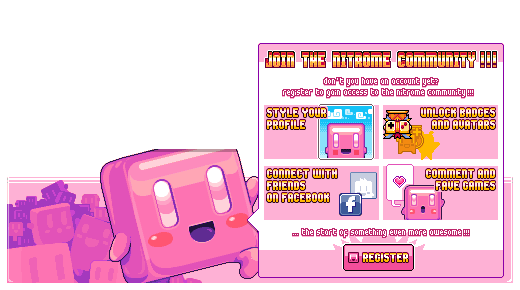 JOIN THE NITROME COMMUNITY !!!
don't you have an account yet?
register to gain access to the nitrome community !!!
STYLE YOUR
PROFILE
UNLOCK BADGES
AND AVATARS
CONNECT WITH
FRIENDS
ON FACEBOOK
f
COMMENT AND
FAVE GAMES
... the start of something even more awesome !!!
REGISTER